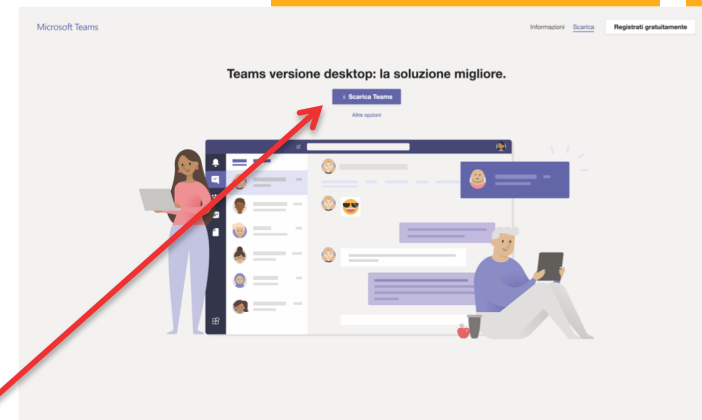 Microsoft Teams
Informazioni Scarica Registrati gratuitamente
Teams versione desktop: la soluzione migliore.
Scarica Teams
Altre opzioni